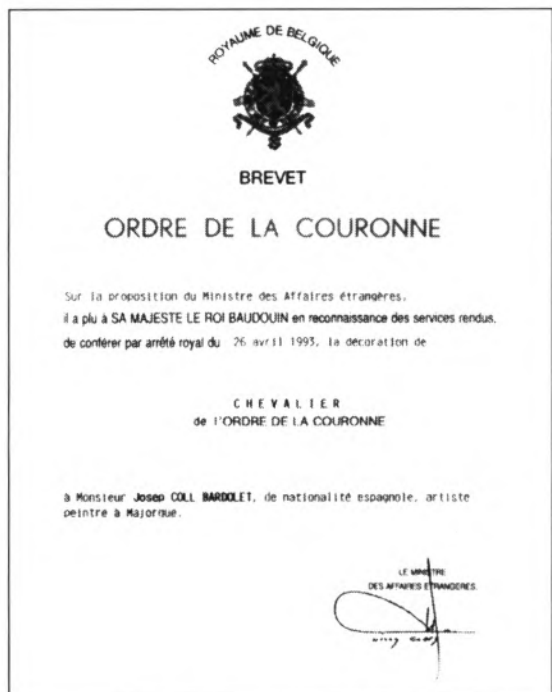 ROYAUME DE BELGIQUE
BREVET
ORDRE DE LA COURONNE
Sur la proposition du Ministre des Affaires étrangères,
il a plu à SA MAJESTE LE ROI BAUDOUIN en reconnaissance des services rendus,
de conférer par arrêté royal du 26 avril 1993, la décoration de
CHEVALIER
de l'ORDRE DE LA COURONNE
à Monsieur Josep COLL BARDOLET, de nationalité espagnole, artiste
peintre à Majorque.
LE MINISTRE
DES AFFAIRES ETRANGERES,